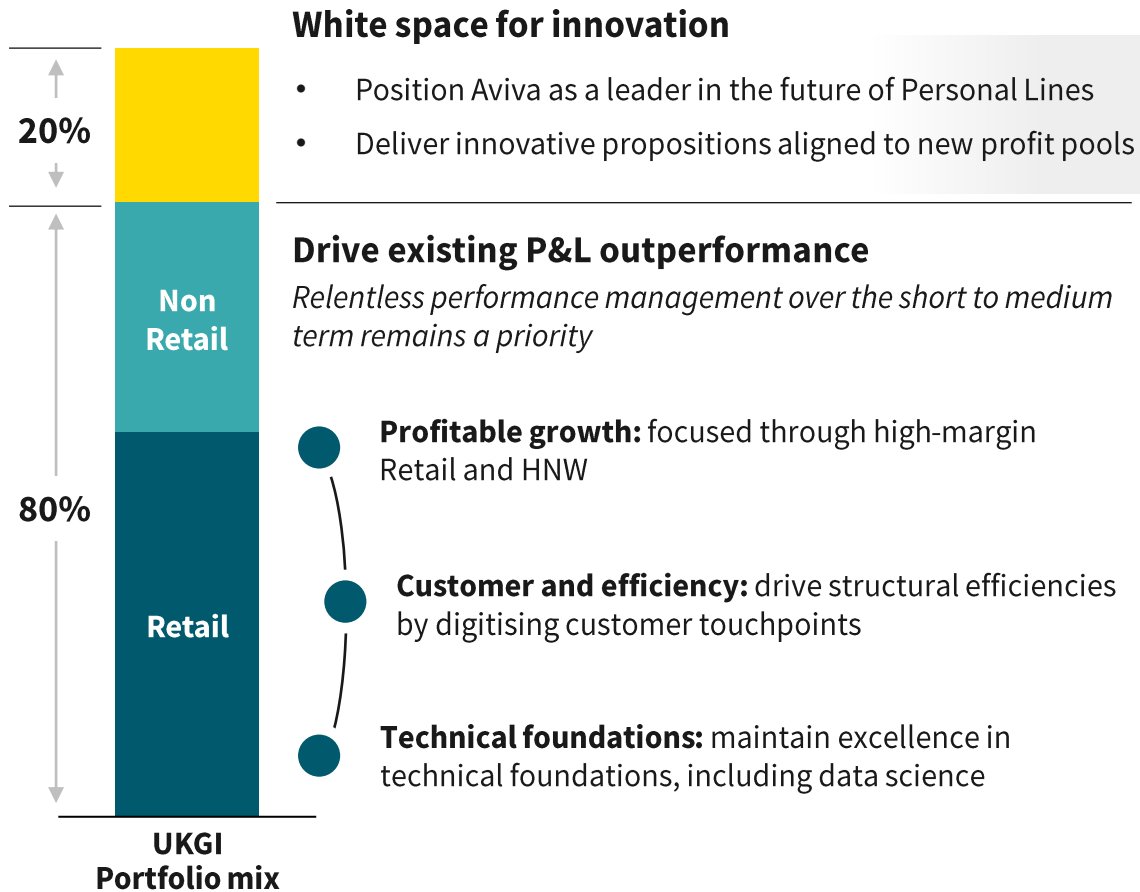 White space for innovation
• Position Aviva as a leader in the future of Personal Lines
• Deliver innovative propositions aligned to new profit pools
20%
Drive existing P&L outperformance
Relentless performance management over the short to medium
term remains a priority
Non
Retail
Profitable growth: focused through high-margin
Retail and HNW
80%
Customer and efficiency: drive structural efficiencies
by digitising customer touchpoints
Retail
Technical foundations: maintain excellence in
technical foundations, including data science
UKGI
Portfolio mix